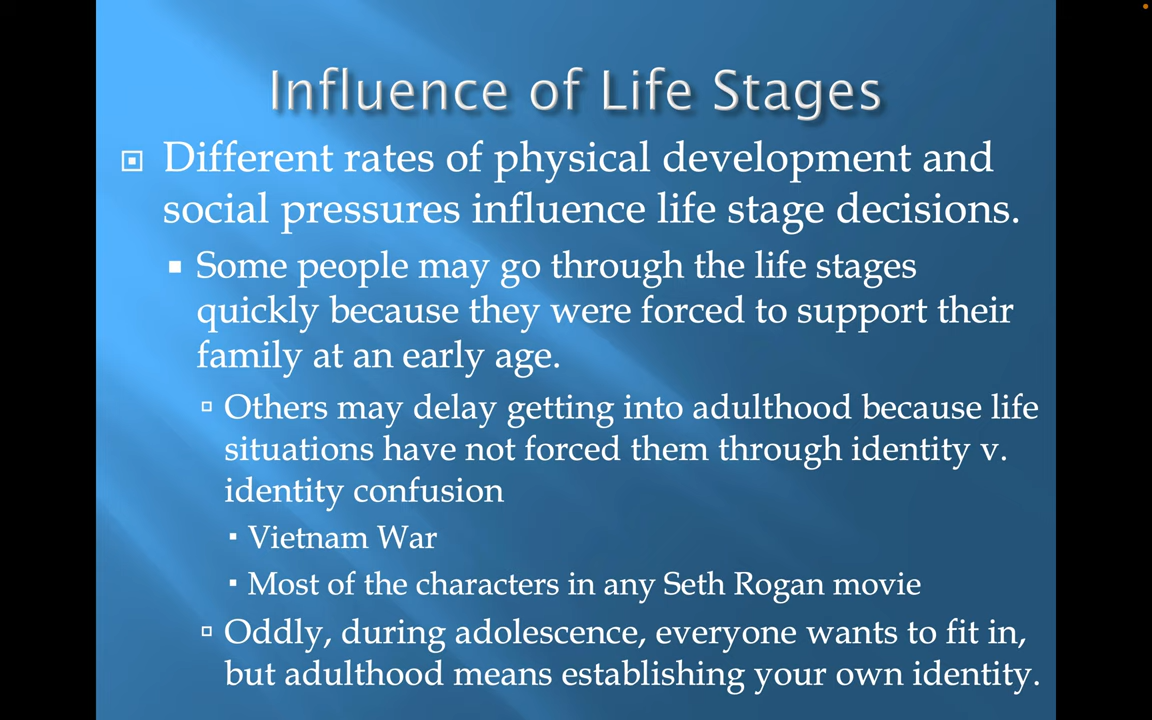 Influence of Life Stages
Different rates of physical development and
social pressures influence life stage decisions.
Some people may go through the life stages
quickly because they were forced to support their
family at an early age.
Others may delay getting into adulthood because life
situations have not forced them through identity v.
identity confusion
Vietnam War
Most of the characters in any Seth Rogan movie
Oddly, during adolescence, everyone wants to fit in,
but adulthood means establishing your own identity.